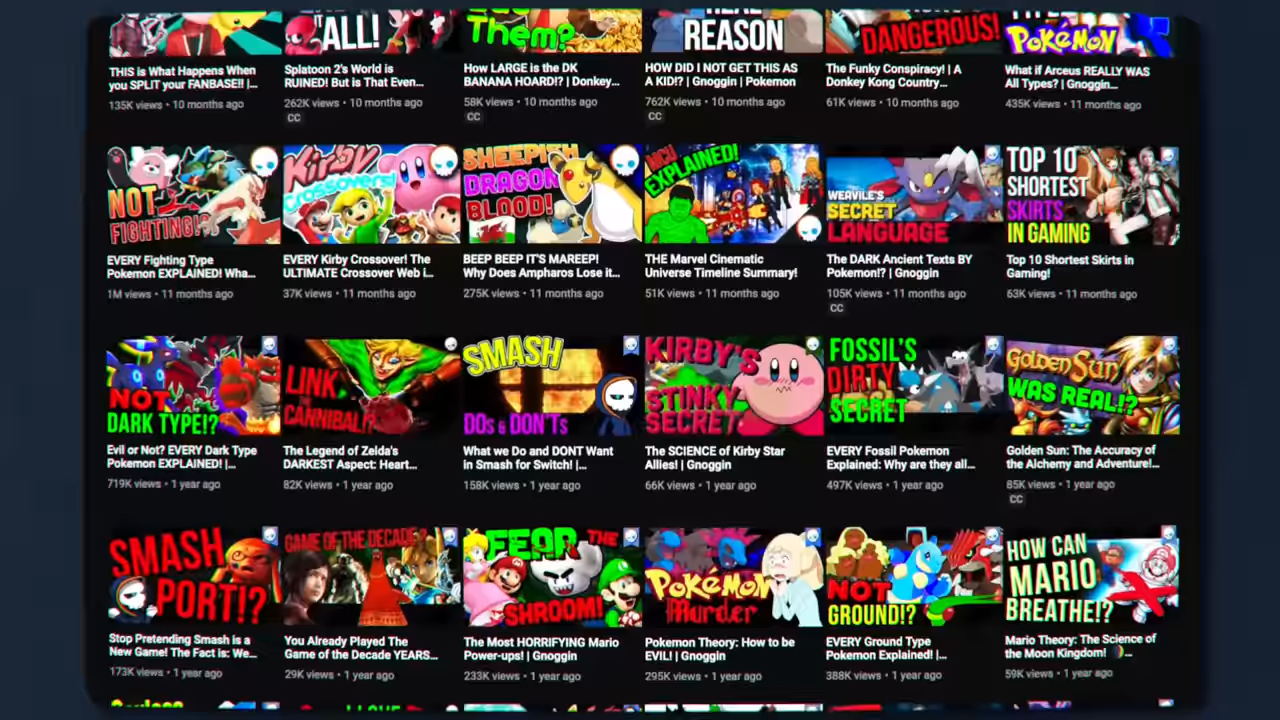 ALL!
Them?
REAL
REASON
DANGEROUS!
POKéMON
THIS is What Happens When
you SPLIT your FANBASE!! |...
135K views • 10 months ago
Splatoon 2's World is
RUINED! But is That Even...
262K views • 10 months ago
CC
How LARGE is the DK
BANANA HOARD!? | Donkey...
58K views • 10 months ago
CC
HOW DID I NOT GET THIS AS
A KID!? | Gnoggin | Pokemon
762K views • 10 months ago
CC
The Funky Conspiracy! | A
Donkey Kong Country...
61K views • 10 months ago
What if Arceus REALLY WAS
All Types? | Gnoggin...
435K views • 11 months ago
NOT
FIGHTING!?
Kirby
Crossovers!
SHEEPISH
DRAGON
BLOOD!
MCU
EXPLAINED!
WEAVILE'S
SECRET
LANGUAGE
TOP 10
SHORTEST
SKIRTS
IN GAMING
EVERY Fighting Type
Pokemon EXPLAINED! Wha...
1M views • 11 months ago
EVERY Kirby Crossover! The
ULTIMATE Crossover Web i...
37K views • 11 months ago
BEEP BEEP IT'S MAREEP!
Why Does Ampharos Lose it...
275K views • 11 months ago
THE Marvel Cinematic
Universe Timeline Summary!
51K views • 11 months ago
The DARK Ancient Texts BY
Pokemon!? | Gnoggin
105K views • 11 months ago
CC
Top 10 Shortest Skirts in
Gaming!
63K views • 11 months ago
NOT
DARK TYPE!?
LINK,
THE
CANNIBAL!?
SMASH
DOs & DON'Ts
KIRBY'S
STINKY
SECRET
FOSSIL'S
DIRTY
SECRET
Golden Sun
WAS REAL!?
Evil or Not? EVERY Dark Type
Pokemon EXPLAINED! |...
719K views • 1 year ago
The Legend of Zelda's
DARKEST Aspect: Heart...
82K views • 1 year ago
What we Do and DONT Want
in Smash for Switch! |...
158K views • 1 year ago
The SCIENCE of Kirby Star
Allies! | Gnoggin
66K views • 1 year ago
EVERY Fossil Pokemon
Explained: Why are they all...
497K views • 1 year ago
Golden Sun: The Accuracy of
the Alchemy and Adventure!...
85K views • 1 year ago
CC
SMASH
PORT!?
GAME OF THE DECADE?
FEAR THE
SHROOM!
POKéMON
Murder
NOT
GROUND!?
HOW CAN
MARIO
BREATHE!?
Stop Pretending Smash is a
New Game! The Fact is: We...
173K views • 1 year ago
You Already Played The
Game of the Decade YEARS...
29K views • 1 year ago
The Most HORRIFYING Mario
Power-ups! | Gnoggin
233K views • 1 year ago
Pokemon Theory: How to be
EVIL! | Gnoggin
295K views • 1 year ago
EVERY Ground Type
Pokemon Explained! |...
388K views • 1 year ago
Mario Theory: The Science of
the Moon Kingdom! 🌒...
59K views • 1 year ago